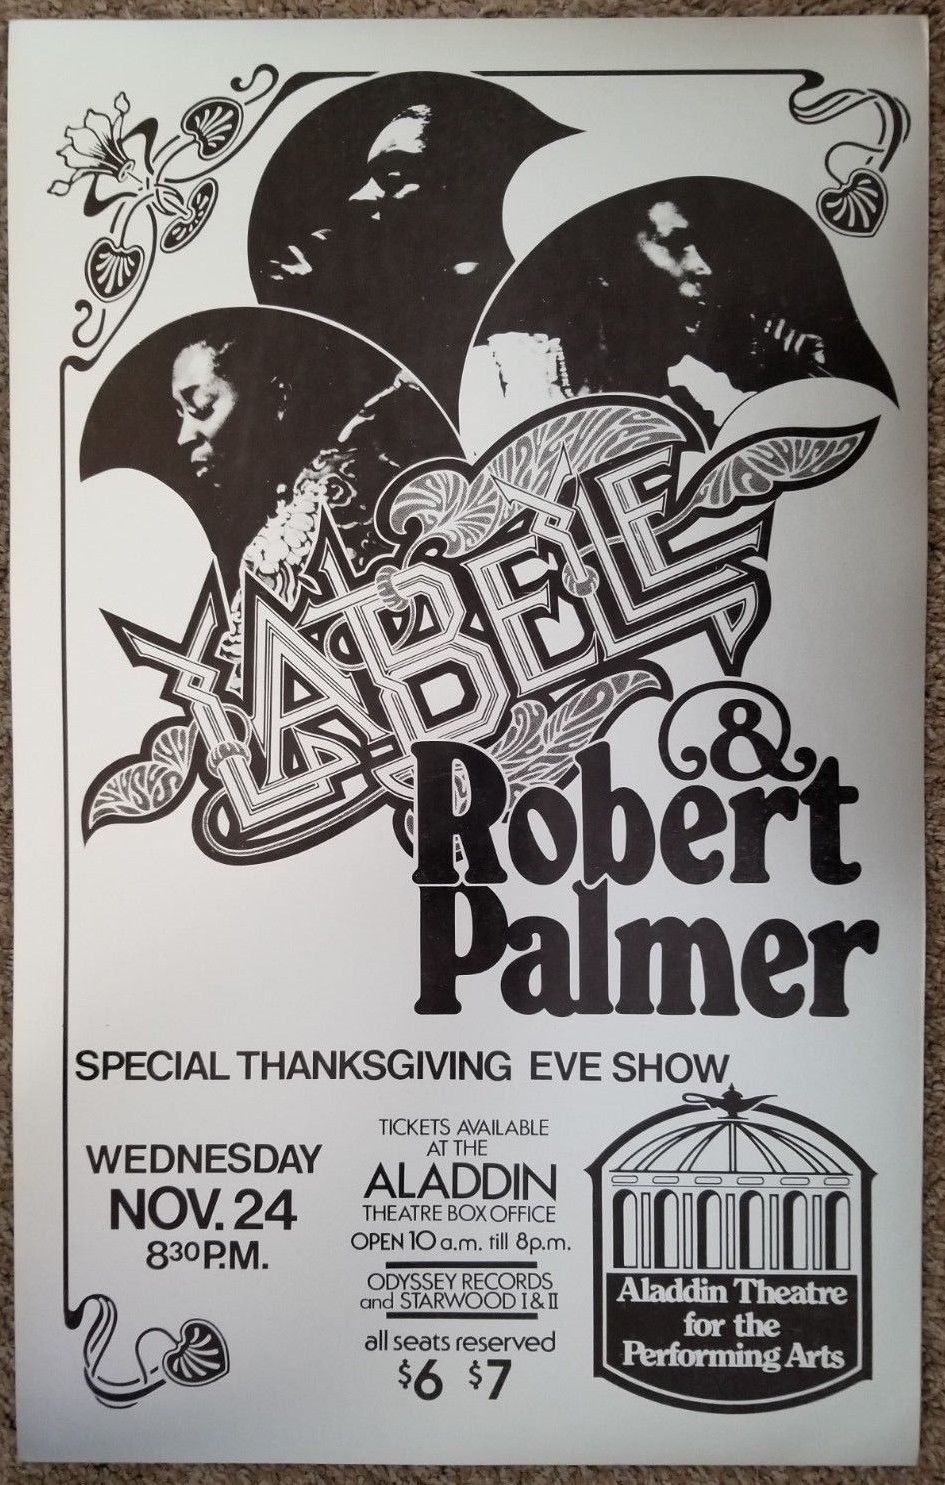 LABELLE
&
Robert
Palmer
SPECIAL THANKSGIVING EVE SHOW
WEDNESDAY
NOV. 24
8:30 P.M.
TICKETS AVAILABLE
AT THE
ALADDIN
THEATRE BOX OFFICE
OPEN 10 a.m. till 8p.m.
ODYSSEY RECORDS
and STARWOOD I & II
all seats reserved
$6 $7
Aladdin Theatre
for the
Performing Arts